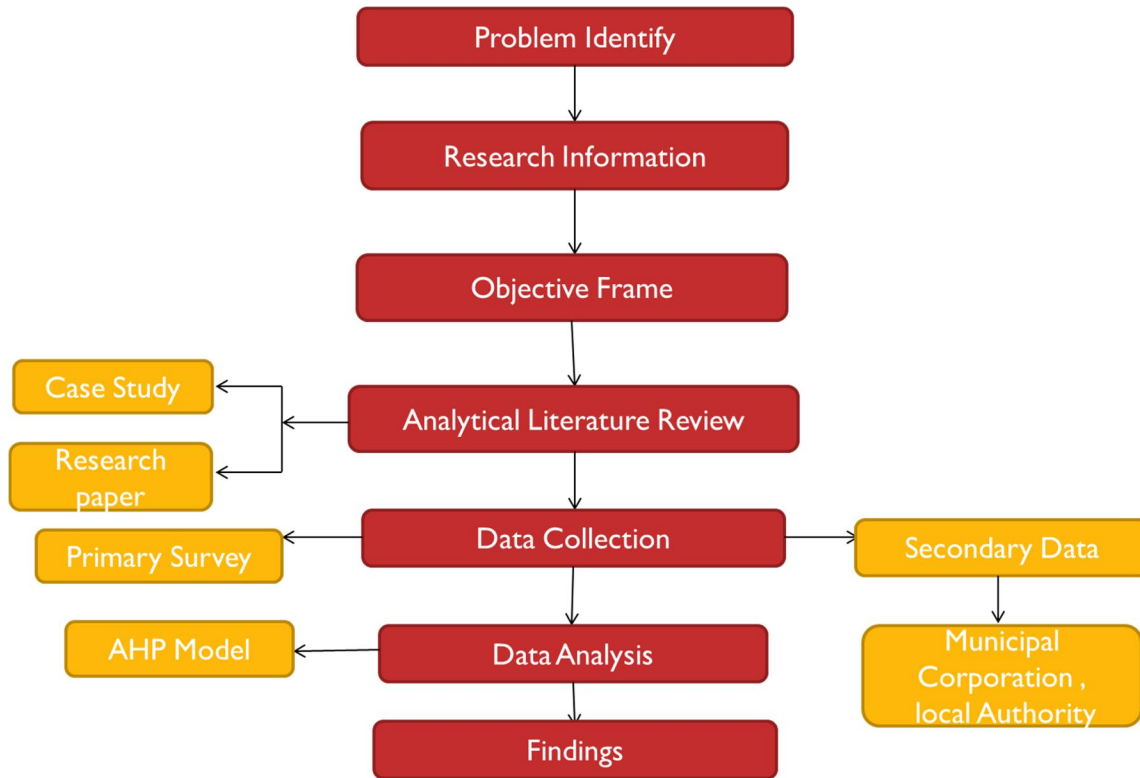 Problem Identify
Research Information
Objective Frame
Case Study
Analytical Literature Review
Research
paper
Primary Survey
Data Collection
Secondary Data
AHP Model
Data Analysis
Municipal
Corporation ,
local Authority
Findings